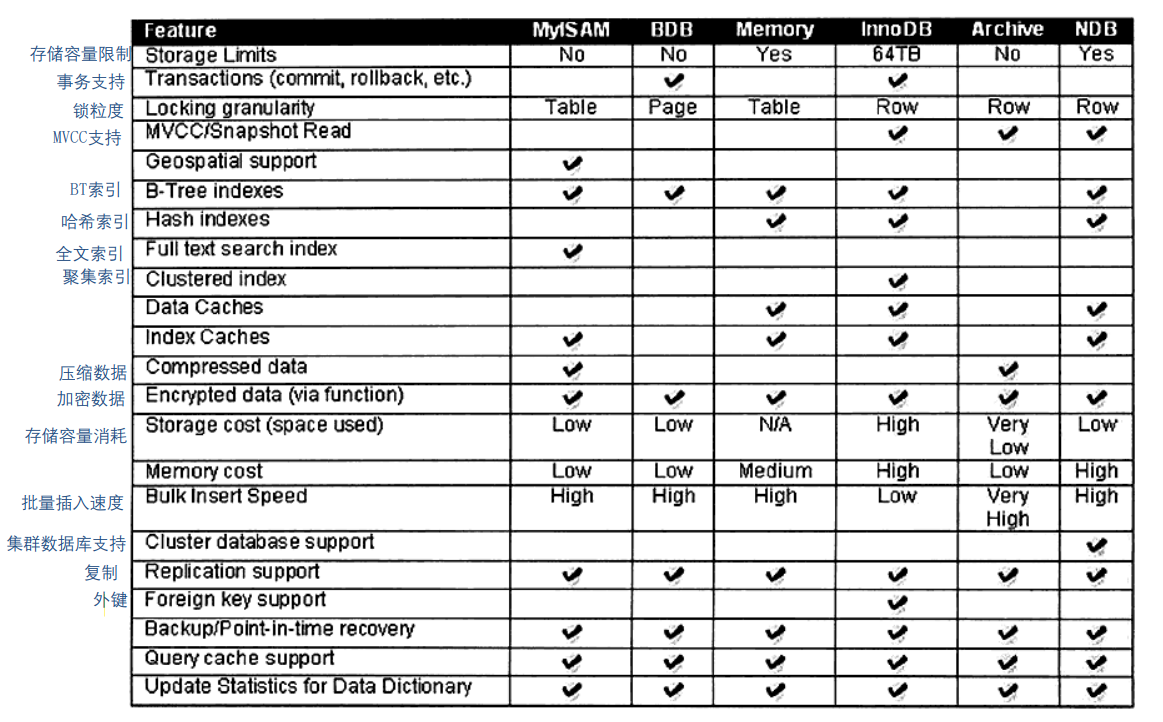 Feature MyISAM BDB Memory InnoDB Archive NDB
存储容量限制 Storage Limits No No Yes 64TB No Yes
事务支持 Transactions (commit, rollback, etc.) ✔ ✔
锁粒度 Locking granularity Table Page Table Row Row Row
MVCC支持 MVCC/Snapshot Read ✔ ✔ ✔
Geospatial support ✔
BT索引 B-Tree indexes ✔ ✔ ✔ ✔ ✔
哈希索引 Hash indexes ✔ ✔ ✔
全文索引 Full text search index ✔
聚集索引 Clustered index ✔
Data Caches ✔ ✔ ✔
Index Caches ✔ ✔ ✔ ✔
压缩数据 Compressed data ✔ ✔
加密数据 Encrypted data (via function) ✔ ✔ ✔ ✔ ✔ ✔
存储容量消耗 Storage cost (space used) Low Low N/A High Very Low Low
Memory cost Low Low Medium High Low High
批量插入速度 Bulk Insert Speed High High High Low Very High High
集群数据库支持 Cluster database support ✔
复制 Replication support ✔ ✔ ✔ ✔ ✔ ✔
外键 Foreign key support ✔
Backup/Point-in-time recovery ✔ ✔ ✔ ✔ ✔ ✔
Query cache support ✔ ✔ ✔ ✔ ✔ ✔
Update Statistics for Data Dictionary ✔ ✔ ✔ ✔ ✔ ✔